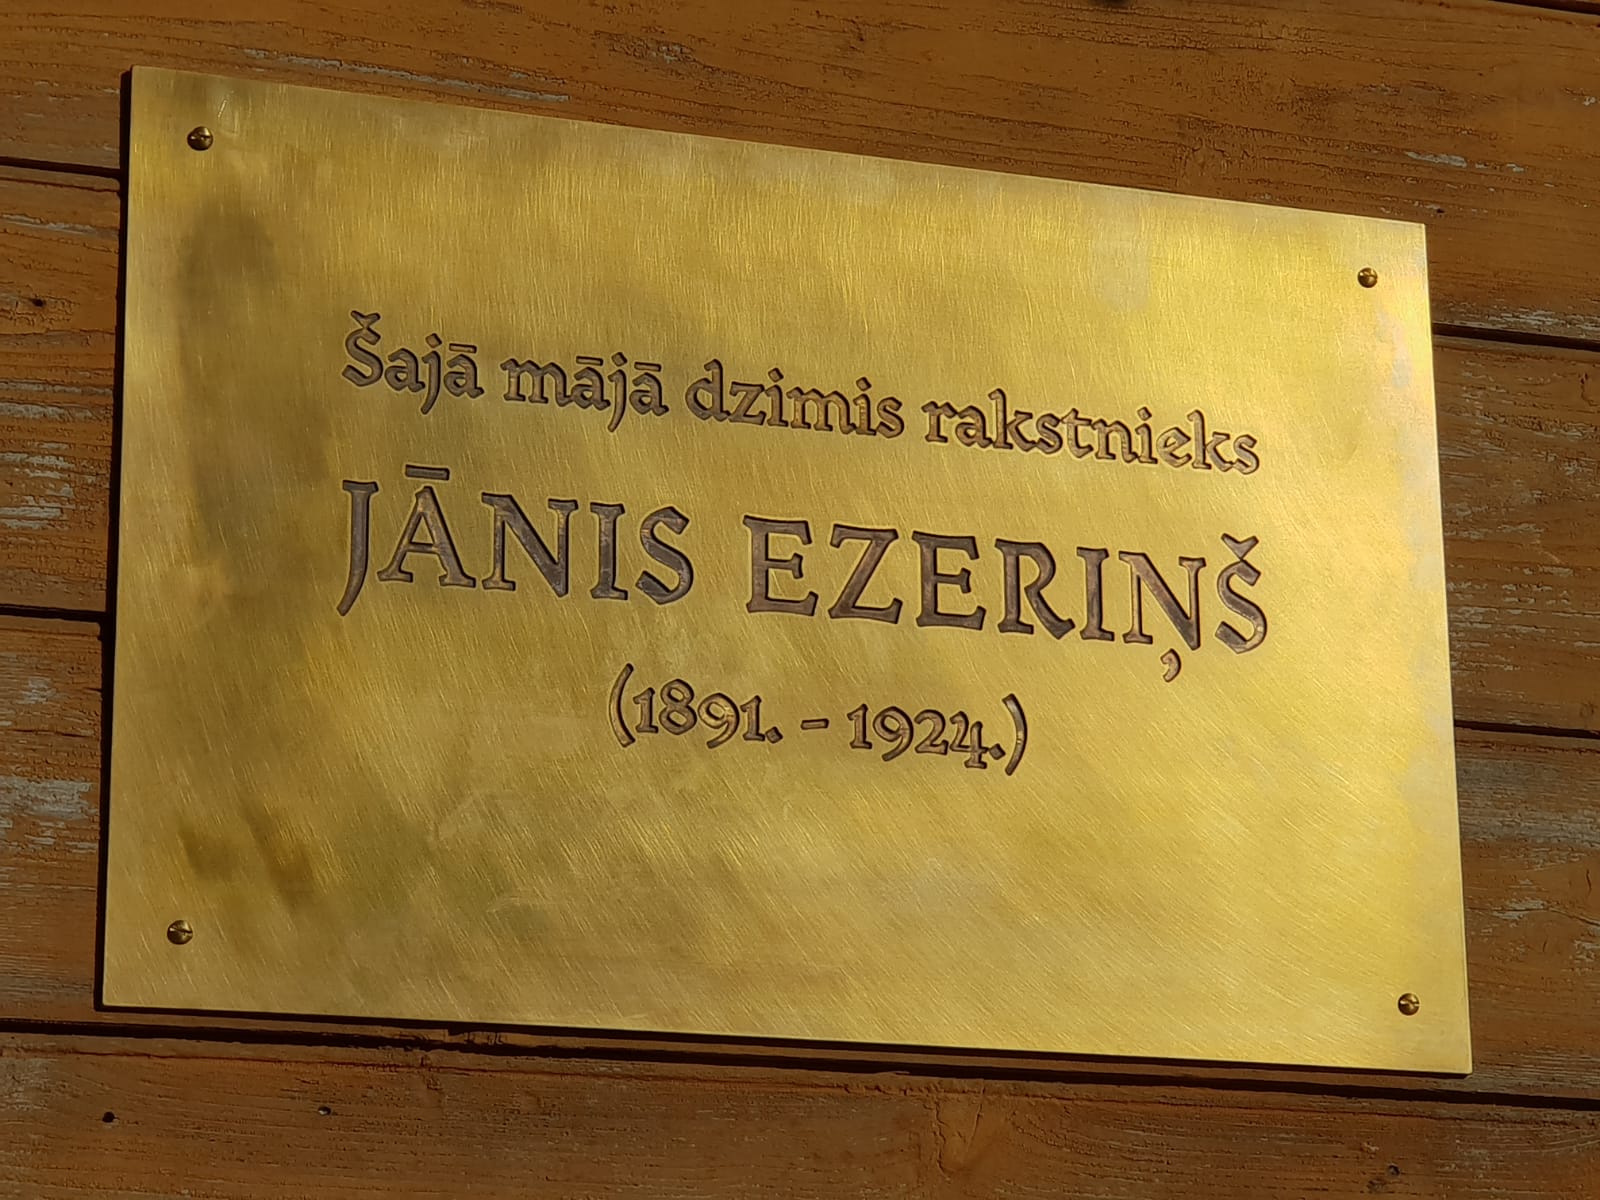 Šajā mājā dzimis rakstnieks
JĀNIS EZERIŅŠ
(1891. - 1924.)